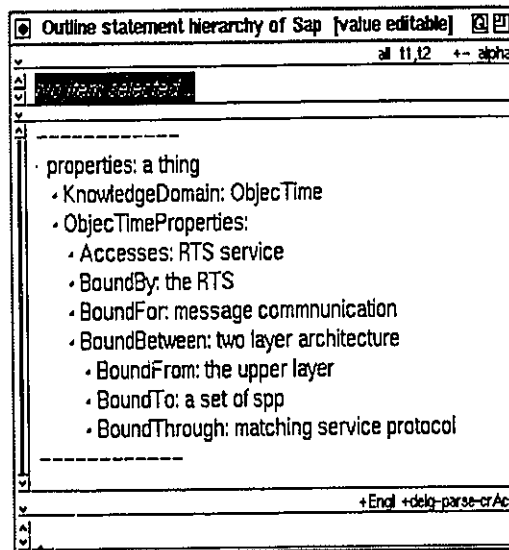 Outline statement hierarchy of Sap [value editable]
all t1,t2 +- alpha
no item selected
properties: a thing
KnowledgeDomain: ObjecTime
ObjecTimeProperties:
Accesses: RTS service
BoundBy: the RTS
BoundFor: message commnunication
BoundBetween: two layer architecture
BoundFrom: the upper layer
BoundTo: a set of spp
BoundThrough: matching service protocol
+Engl +delg-parse-crAc